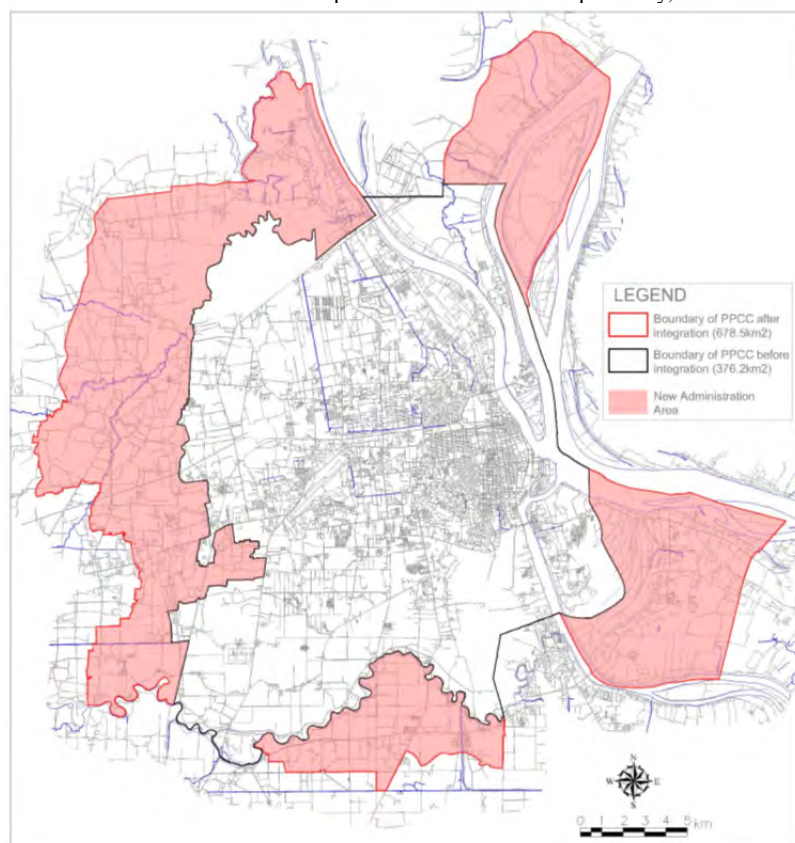 LEGEND
Boundary of PPCC after
integration (678.5km2)
Boundary of PPCC before
integration (376.2km2)
New Administration
Area
N
W E
S
0 1 2 3 4 5 km